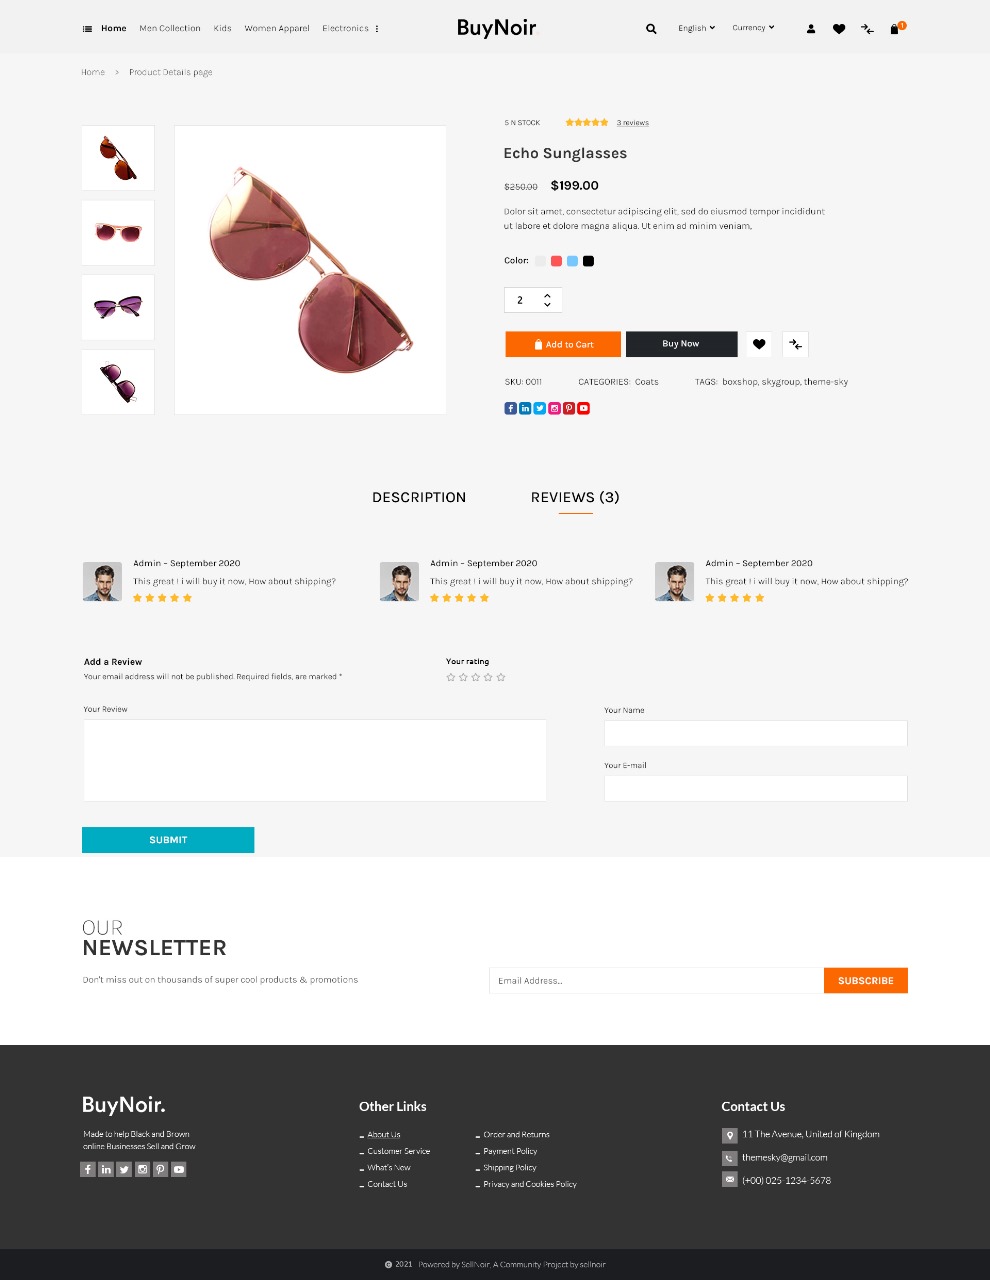 Home Men Collection Kids Women Apparel Electronics
BuyNoir
English Currency
1
Home > Product Details page
5 N STOCK 3 reviews
Echo Sunglasses
$250.00 $199.00
Dolor sit amet, consectetur adipiscing elit, sed do eiusmod tempor incididunt
ut labore et dolore magna aliqua. Ut enim ad minim veniam,
Color:
2
Add to Cart Buy Now
SKU: 0011 CATEGORIES: Coats TAGS: boxshop, skygroup, theme-sky
DESCRIPTION REVIEWS (3)
Admin – September 2020
This great ! i will buy it now, How about shipping?
Admin – September 2020
This great ! i will buy it now, How about shipping?
Admin – September 2020
This great ! i will buy it now, How about shipping?
Add a Review
Your email address will not be published. Required fields, are marked *
Your rating
Your Review
Your Name
Your E-mail
SUBMIT
OUR
NEWSLETTER
Don't miss out on thousands of super cool products & promotions
Email Address... SUBSCRIBE
BuyNoir.
Made to help Black and Brown
online Businesses Sell and Grow
Other Links
About Us
Customer Service
What's New
Contact Us
Order and Returns
Payment Policy
Shipping Policy
Privacy and Cookies Policy
Contact Us
11 The Avenue, United of Kingdom
themesky@gmail.com
(+00) 025-1234-5678
© 2021 Powered by SellNoir. A Community Project by sellnoir